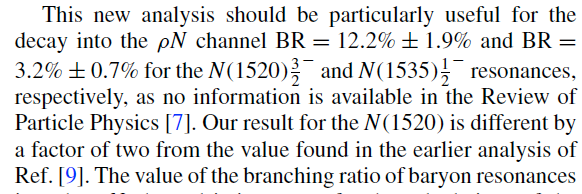 This new analysis should be particularly useful for the
decay into the ρN channel BR = 12.2% ± 1.9% and BR =
3.2% ± 0.7% for the N(1520)3/2⁻ and N(1535)1/2⁻ resonances,
respectively, as no information is available in the Review of
Particle Physics [7]. Our result for the N(1520) is different by
a factor of two from the value found in the earlier analysis of
Ref. [9]. The value of the branching ratio of baryon resonances